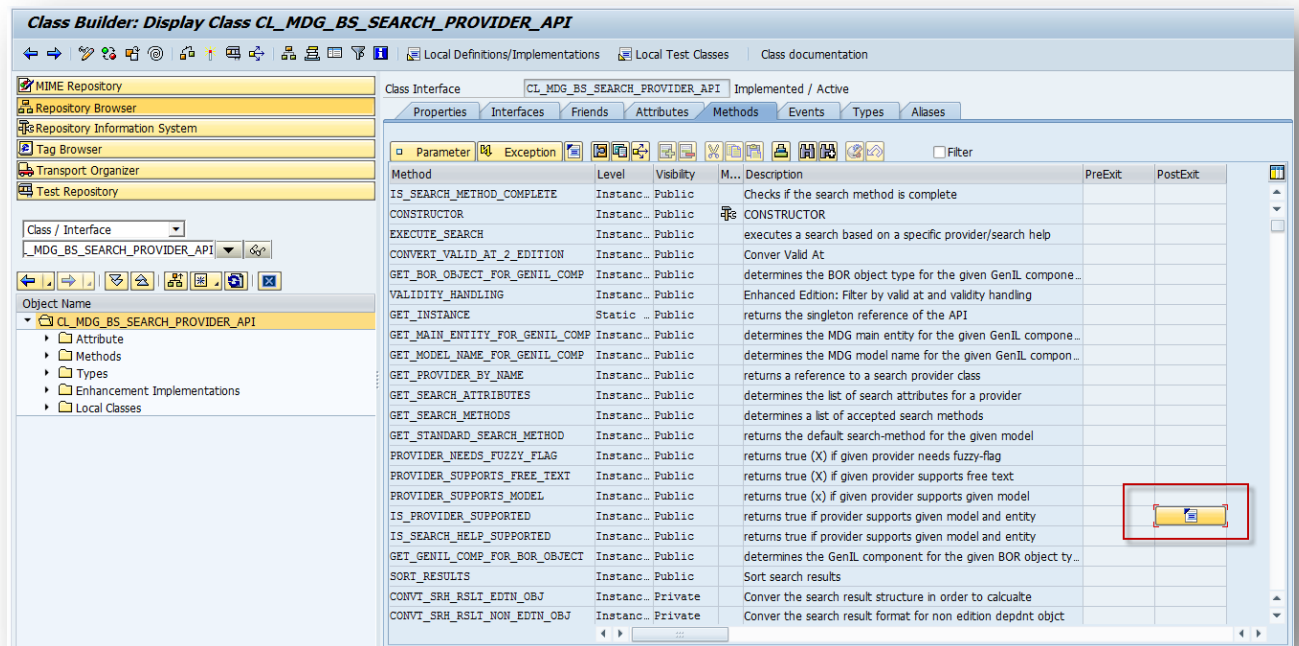 Class Builder: Display Class CL_MDG_BS_SEARCH_PROVIDER_API
Local Definitions/Implementations Local Test Classes Class documentation
MIME Repository
Repository Browser
Repository Information System
Tag Browser
Transport Organizer
Test Repository
Class / Interface
_MDG_BS_SEARCH_PROVIDER_API
Object Name
CL_MDG_BS_SEARCH_PROVIDER_API
Attribute
Methods
Types
Enhancement Implementations
Local Classes
Class Interface CL_MDG_BS_SEARCH_PROVIDER_API Implemented / Active
Properties Interfaces Friends Attributes Methods Events Types Aliases
Parameter Exception Filter
Method Level Visibility M... Description PreExit PostExit
IS_SEARCH_METHOD_COMPLETE Instanc... Public Checks if the search method is complete
CONSTRUCTOR Instanc... Public CONSTRUCTOR
EXECUTE_SEARCH Instanc... Public executes a search based on a specific provider/search help
CONVERT_VALID_AT_2_EDITION Instanc... Public Conver Valid At
GET_BOR_OBJECT_FOR_GENIL_COMP Instanc... Public determines the BOR object type for the given GenIL compone...
VALIDITY_HANDLING Instanc... Public Enhanced Edition: Filter by valid at and validity handling
GET_INSTANCE Static ... Public returns the singleton reference of the API
GET_MAIN_ENTITY_FOR_GENIL_COMP Instanc... Public determines the MDG main entity for the given GenIL compone...
GET_MODEL_NAME_FOR_GENIL_COMP Instanc... Public determines the MDG model name for the given GenIL compon...
GET_PROVIDER_BY_NAME Instanc... Public returns a reference to a search provider class
GET_SEARCH_ATTRIBUTES Instanc... Public determines the list of search attributes for a provider
GET_SEARCH_METHODS Instanc... Public determines a list of accepted search methods
GET_STANDARD_SEARCH_METHOD Instanc... Public returns the default search-method for the given model
PROVIDER_NEEDS_FUZZY_FLAG Instanc... Public returns true (X) if given provider needs fuzzy-flag
PROVIDER_SUPPORTS_FREE_TEXT Instanc... Public returns true (X) if given provider supports free text
PROVIDER_SUPPORTS_MODEL Instanc... Public returns true (x) if given provider supports given model
IS_PROVIDER_SUPPORTED Instanc... Public returns true if provider supports given model and entity
IS_SEARCH_HELP_SUPPORTED Instanc... Public returns true if provider supports given model and entity
GET_GENIL_COMP_FOR_BOR_OBJECT Instanc... Public determines the GenIL component for the given BOR object ty...
SORT_RESULTS Instanc... Public Sort search results
CONVT_SRH_RSLT_EDTN_OBJ Instanc... Private Conver the search result structure in order to calcualte
CONVT_SRH_RSLT_NON_EDTN_OBJ Instanc... Private Conver the search result format for non edition depdnt objct